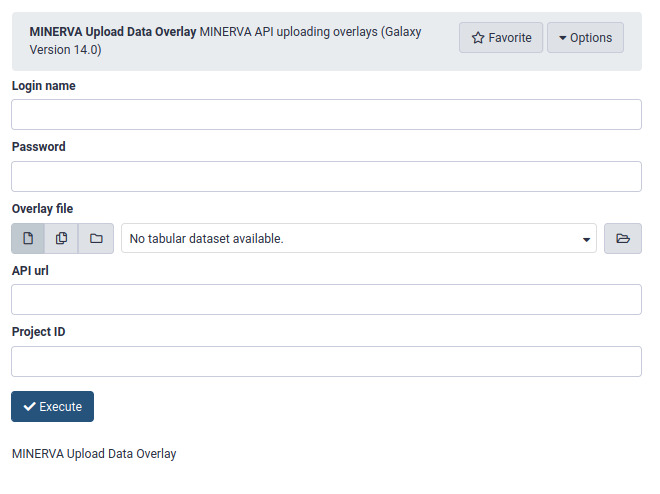 MINERVA Upload Data Overlay MINERVA API uploading overlays (Galaxy
Version 14.0)
Favorite
Options
Login name
Password
Overlay file
No tabular dataset available.
API url
Project ID
Execute
MINERVA Upload Data Overlay